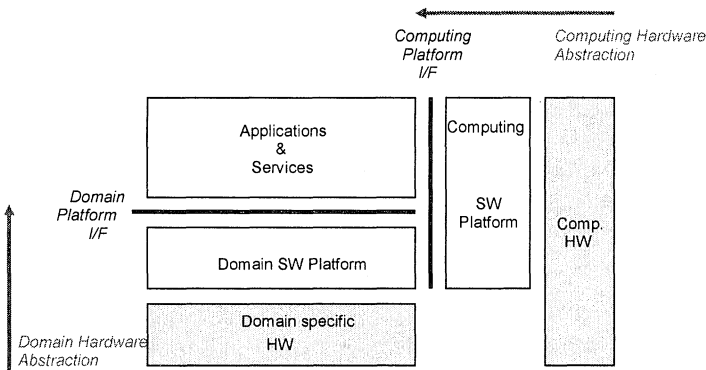 Computing
Platform
I/F
Computing Hardware
Abstraction
Applications
&
Services
Computing
SW
Platform
Comp.
HW
Domain
Platform
I/F
Domain SW Platform
Domain specific
HW
Domain Hardware
Abstraction